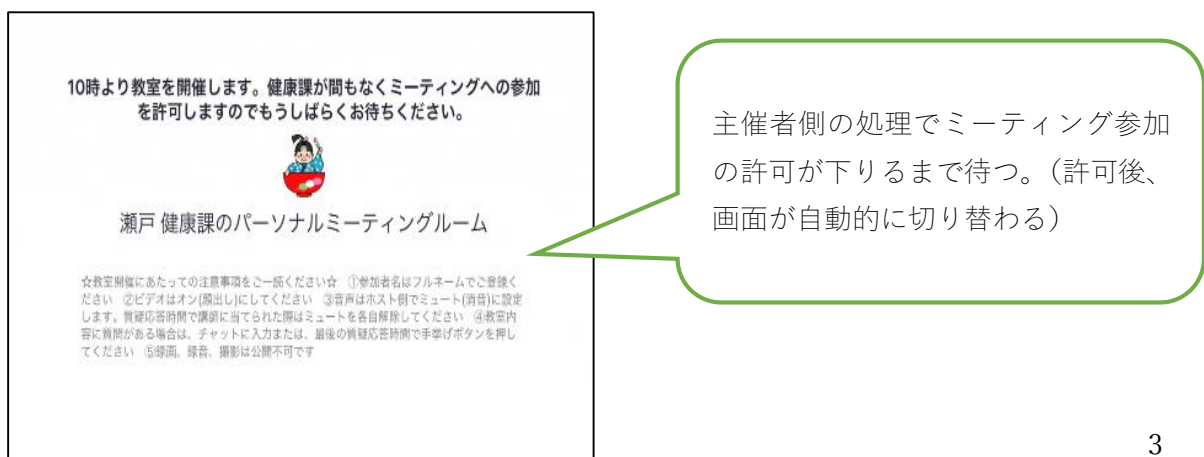 10時より教室を開催します。健康課が間もなくミーティングへの参加
を許可しますのでもうしばらくお待ちください。
瀬戸 健康課のパーソナルミーティングルーム
☆教室開催にあたっての注意事項をご一読ください☆ ①参加者名はフルネームでご登録く
ださい ②ビデオはオン(顔出し)にしてください ③音声はホスト側でミュート(消音)に設定
します。質疑応答時間で講師に当てられた際はミュートを各自解除してください ④教室内
容に質問がある場合は、チャットに入力または、最後の質疑応答時間で手挙げボタンを押し
てください ⑤録画、録音、撮影は公開不可です
主催者側の処理でミーティング参加
の許可が下りるまで待つ。（許可後、
画面が自動的に切り替わる）
3